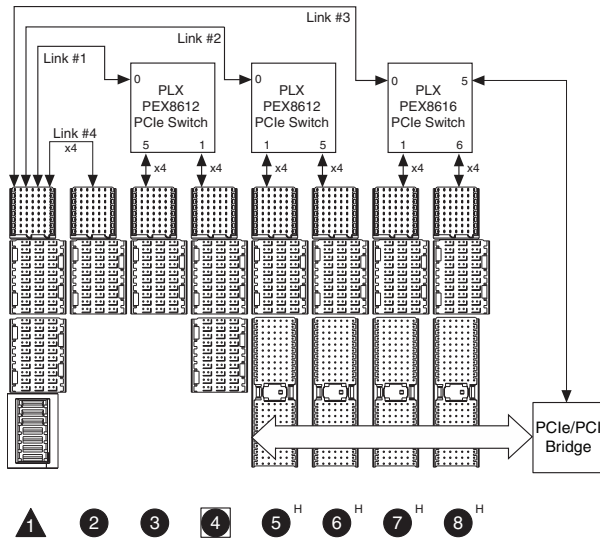 Link #3
Link #2
Link #1
0
PLX
PEX8612
PCIe Switch
5
1
0
PLX
PEX8612
PCIe Switch
1
5
0
5
PLX
PEX8616
PCIe Switch
1
6
Link #4
x4
x4
x4
x4
x4
x4
x4
PCIe/PCI
Bridge
1
2
3
4
5 H
6 H
7 H
8 H